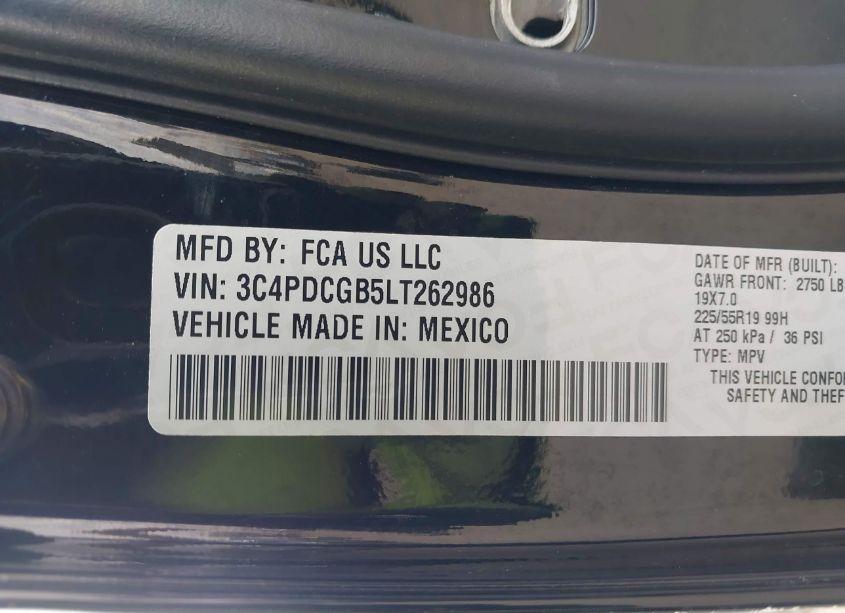 MFD BY: FCA US LLC
VIN: 3C4PDCGB5LT262986
VEHICLE MADE IN: MEXICO
DATE OF MFR (BUILT):
GAWR FRONT: 2750 LB
19X7.0
225/55R19 99H
AT 250 kPa / 36 PSI
TYPE: MPV
THIS VEHICLE CONFO
SAFETY AND THEF